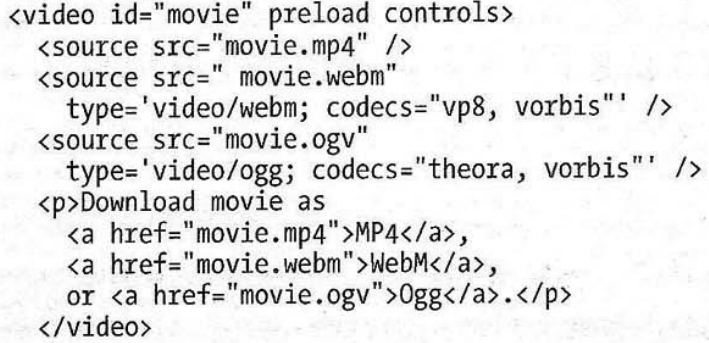 <video id="movie" preload controls>
<source src="movie.mp4" />
<source src=" movie.webm"
type='video/webm; codecs="vp8, vorbis"' />
<source src="movie.ogv"
type='video/ogg; codecs="theora, vorbis"' />
<p>Download movie as
<a href="movie.mp4">MP4</a>,
<a href="movie.webm">WebM</a>,
or <a href="movie.ogv">Ogg</a>.</p>
</video>